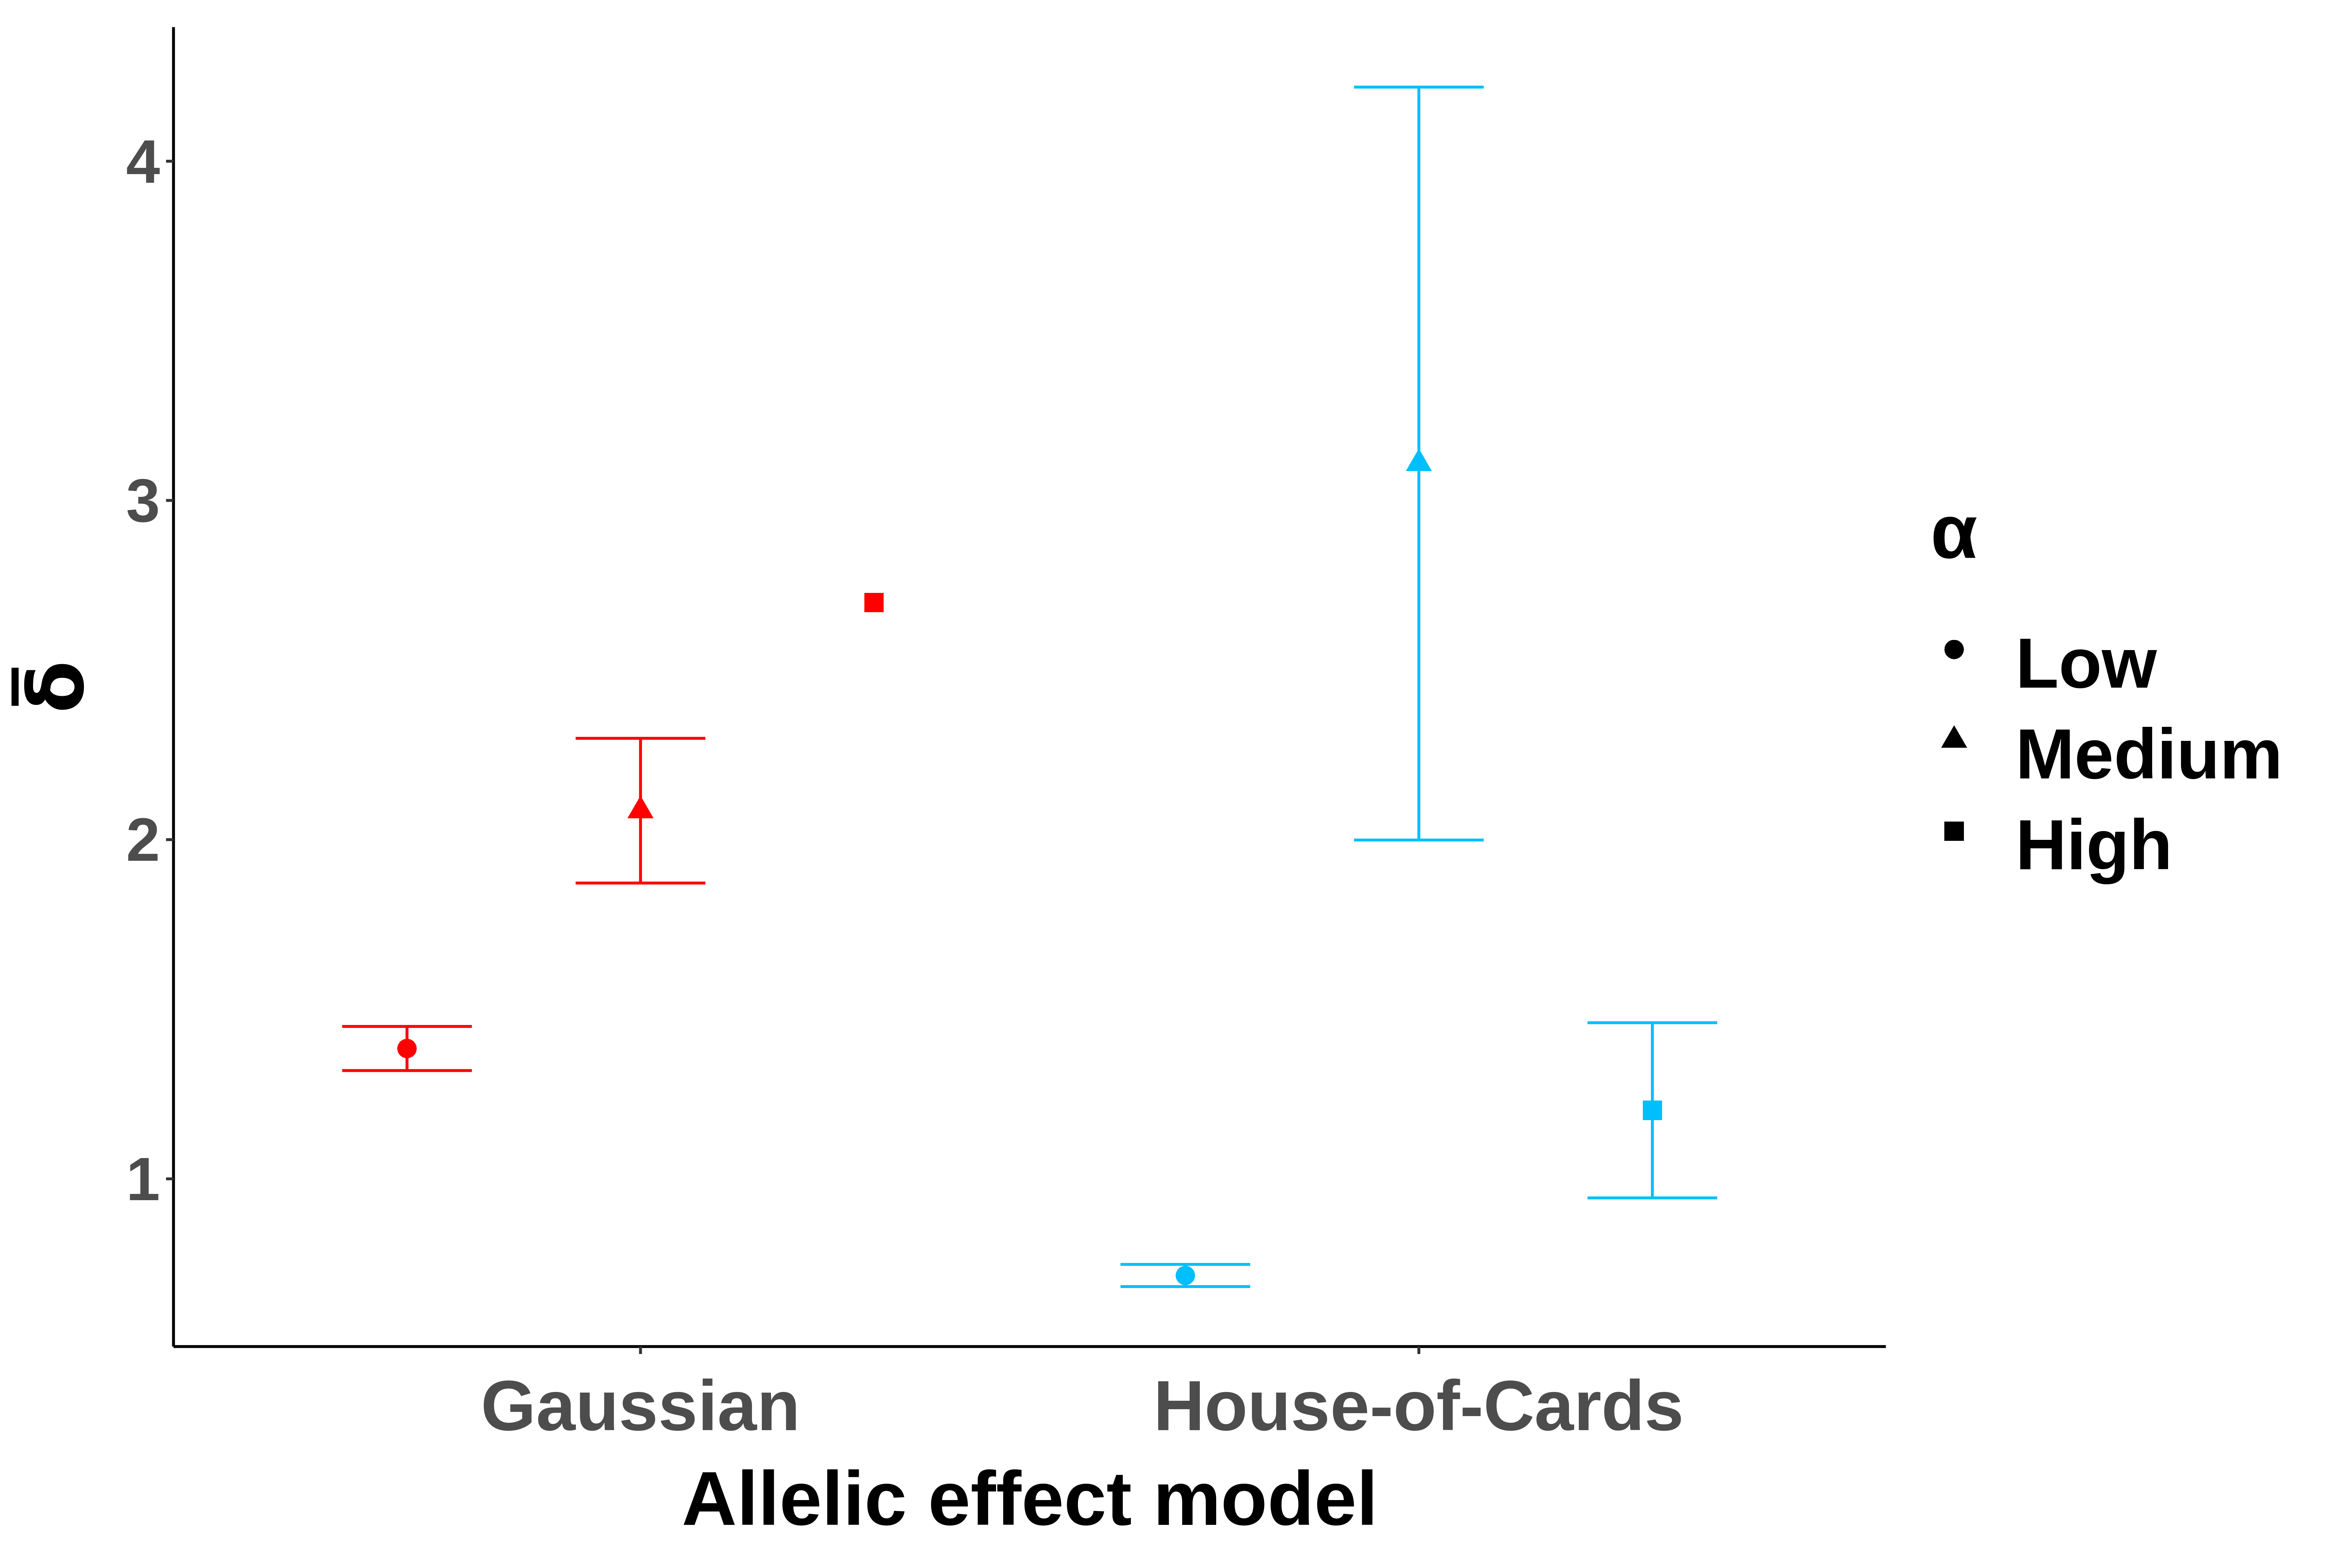 4
3
2
1
δ̄
Gaussian
House-of-Cards
Allelic effect model
α
Low
Medium
High